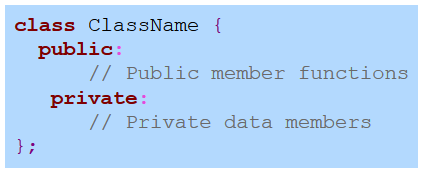 class ClassName {
  public:
      // Public member functions
   private:
      // Private data members
};